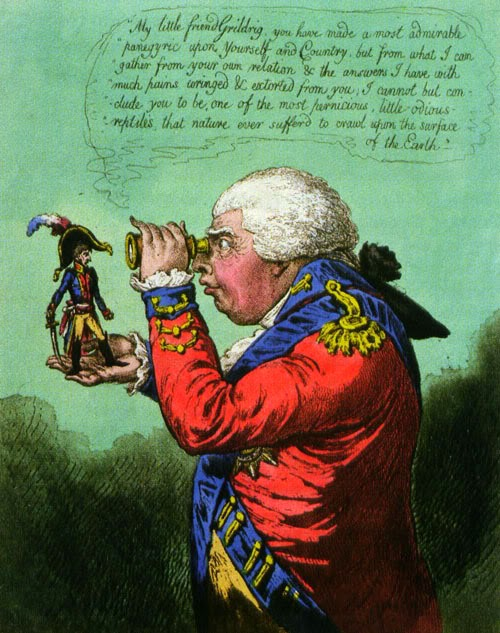 "My little friend Grildrig, you have made a most admirable
"panegyric upon Yourself and Country, but from what I can
"gather from your own relation & the answers I have with
"much pains wringed & extorted from you, I cannot but con-
"clude you to be, one of the most pernicious, little odious-
"reptiles, that nature ever suffer'd to crawl upon the surface
of the Earth."